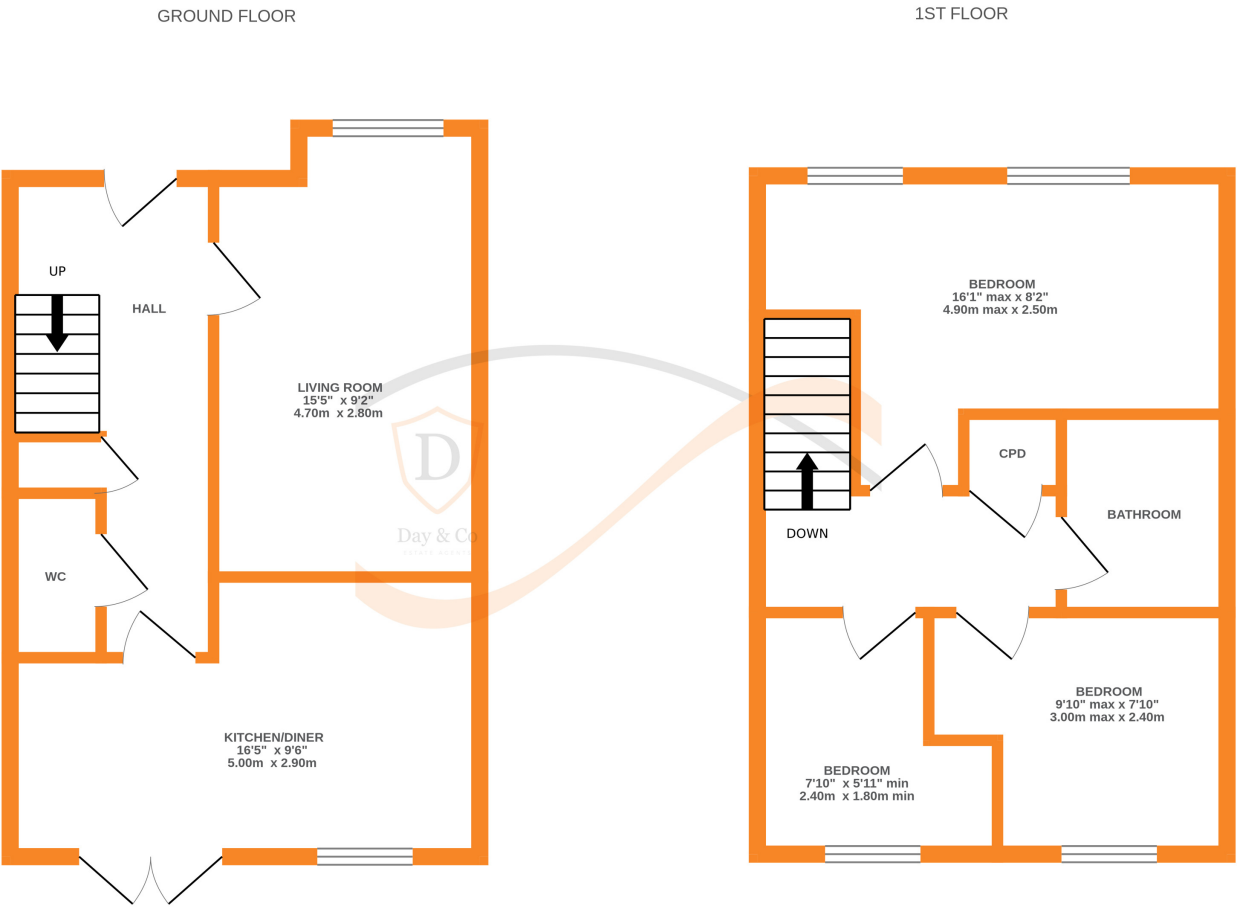 GROUND FLOOR
1ST FLOOR
UP
HALL
LIVING ROOM
15'5" x 9'2"
4.70m x 2.80m
D
Day & Co
WC
KITCHEN/DINER
16'5" x 9'6"
5.00m x 2.90m
BEDROOM
16'1" max x 8'2"
4.90m max x 2.50m
CPD
BATHROOM
DOWN
BEDROOM
9'10" max x 7'10"
3.00m max x 2.40m
BEDROOM
7'10" x 5'11" min
2.40m x 1.80m min